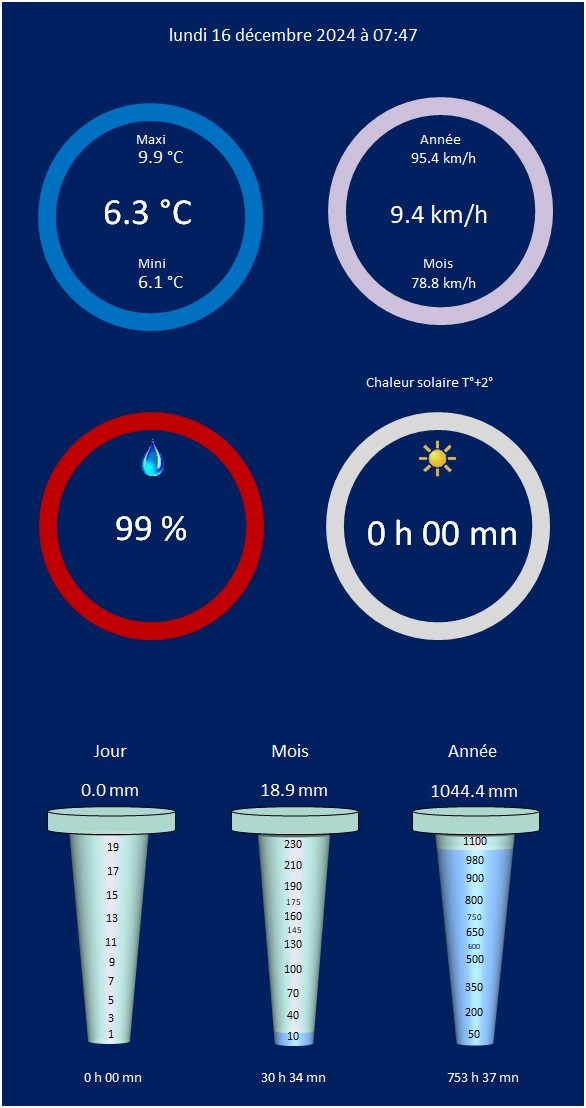 lundi 16 décembre 2024 à 07:47
Maxi
9.9 °C
6.3 °C
Mini
6.1 °C
Année
95.4 km/h
9.4 km/h
Mois
78.8 km/h
99 %
Chaleur solaire T°+2°
0 h 00 mn
Jour
0.0 mm
19
17
15
13
11
9
7
5
3
1
0 h 00 mn
Mois
18.9 mm
230
210
190
175
160
145
130
100
70
40
10
30 h 34 mn
Année
1044.4 mm
1100
980
900
800
750
650
600
500
350
200
50
753 h 37 mn